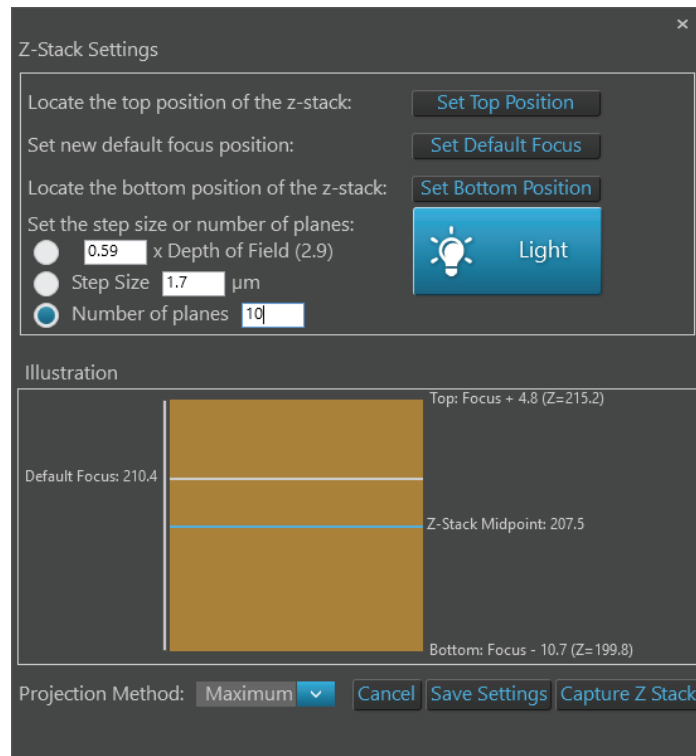 ×
Z-Stack Settings
Locate the top position of the z-stack: Set Top Position
Set new default focus position: Set Default Focus
Locate the bottom position of the z-stack: Set Bottom Position
Set the step size or number of planes:
0.59 x Depth of Field (2.9)
Light
Step Size 1.7 µm
Number of planes 10
Illustration
Top: Focus + 4.8 (Z=215.2)
Default Focus: 210.4
Z-Stack Midpoint: 207.5
Bottom: Focus - 10.7 (Z=199.8)
Projection Method: Maximum Cancel Save Settings Capture Z Stack